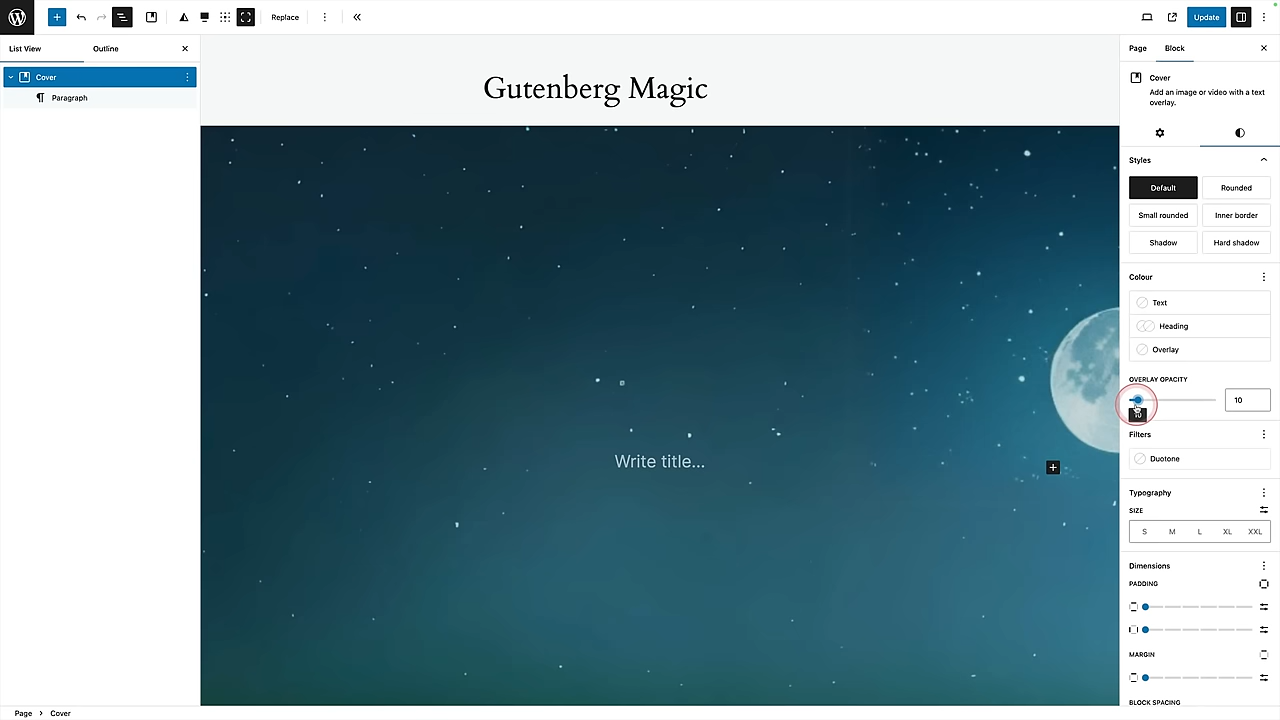 Replace
Update
List View Outline
Page Block
Cover
Paragraph
Gutenberg Magic
Write title...
Cover
Add an image or video with a text
overlay.
Styles
Default Rounded
Small rounded Inner border
Shadow Hard shadow
Colour
Text
Heading
Overlay
OVERLAY OPACITY
10
10
Filters
Duotone
Typography
SIZE
S M L XL XXL
Dimensions
PADDING
MARGIN
BLOCK SPACING
Page > Cover